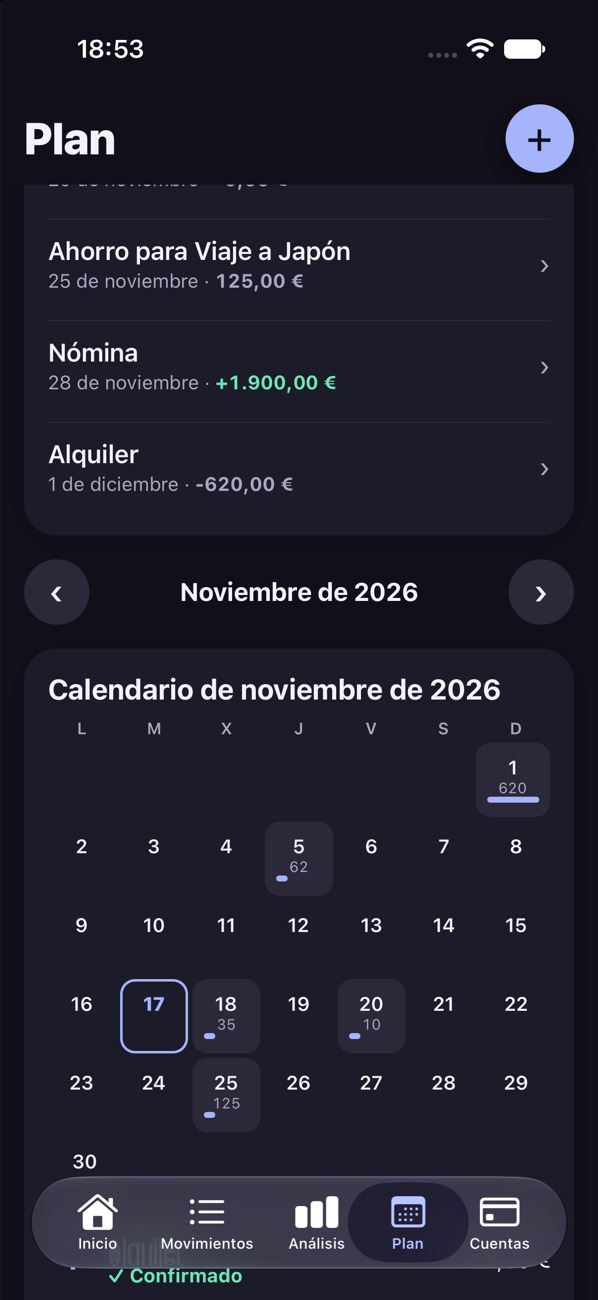 18:53
Plan
+
Ahorro para Viaje a Japón
25 de noviembre · 125,00 €
Nómina
28 de noviembre · +1.900,00 €
Alquiler
1 de diciembre · -620,00 €
Noviembre de 2026
Calendario de noviembre de 2026
L M X J V S D
1
620
2 3 4 5 6 7 8
62
9 10 11 12 13 14 15
16 17 18 19 20 21 22
35 10
23 24 25 26 27 28 29
125
30
Inicio Movimientos Análisis Plan Cuentas
Alquiler
✓ Confirmado